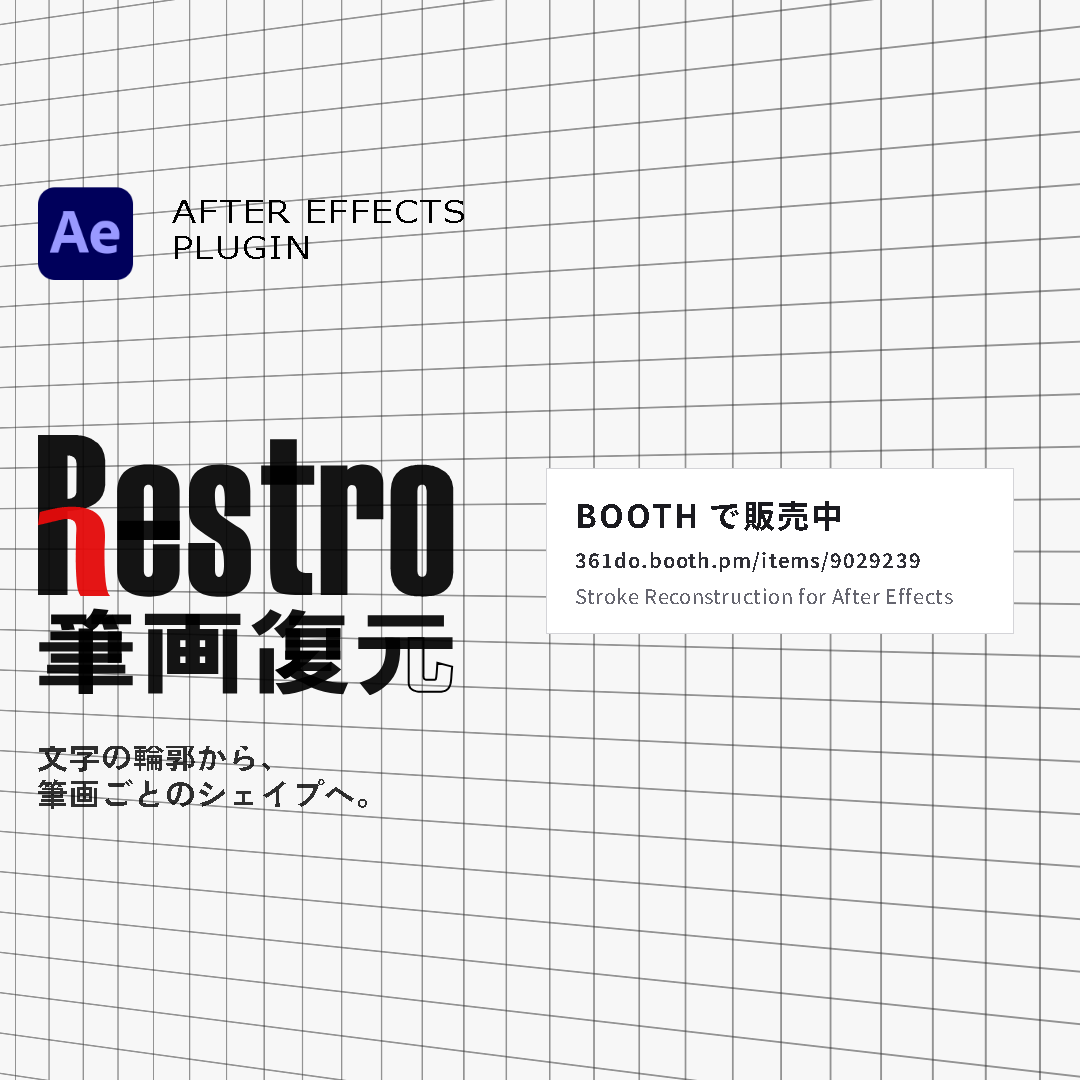 Ae
AFTER EFFECTS
PLUGIN
Restro
筆画復元
文字の輪郭から、
筆画ごとのシェイプへ。
BOOTH で販売中
361do.booth.pm/items/9029239
Stroke Reconstruction for After Effects